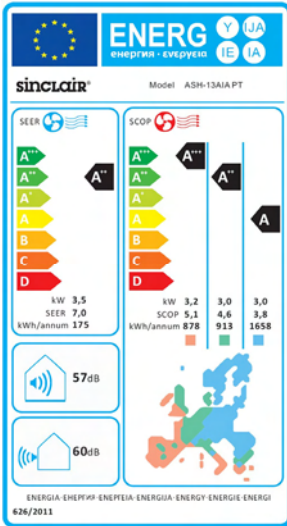 ENERG
енергия · ενεργεια
Y IJA
IE IA
sinclair®
Model ASH-13AIA PT
SEER
SCOP
A+++ A++ A+ A B C D
A++
A+++ A++ A+ A B C D
A+++ A++ A
kW 3,5
SEER 7,0
kWh/annum 175
kW 3,2 3,0 3,0
SCOP 5,1 4,6 3,8
kWh/annum 878 913 1658
57dB
60dB
ENERGIA·ЕНЕРГИЯ·ΕΝΕΡΓΕΙΑ·ENERGIJA·ENERGY·ENERGIE·ENERGI
626/2011